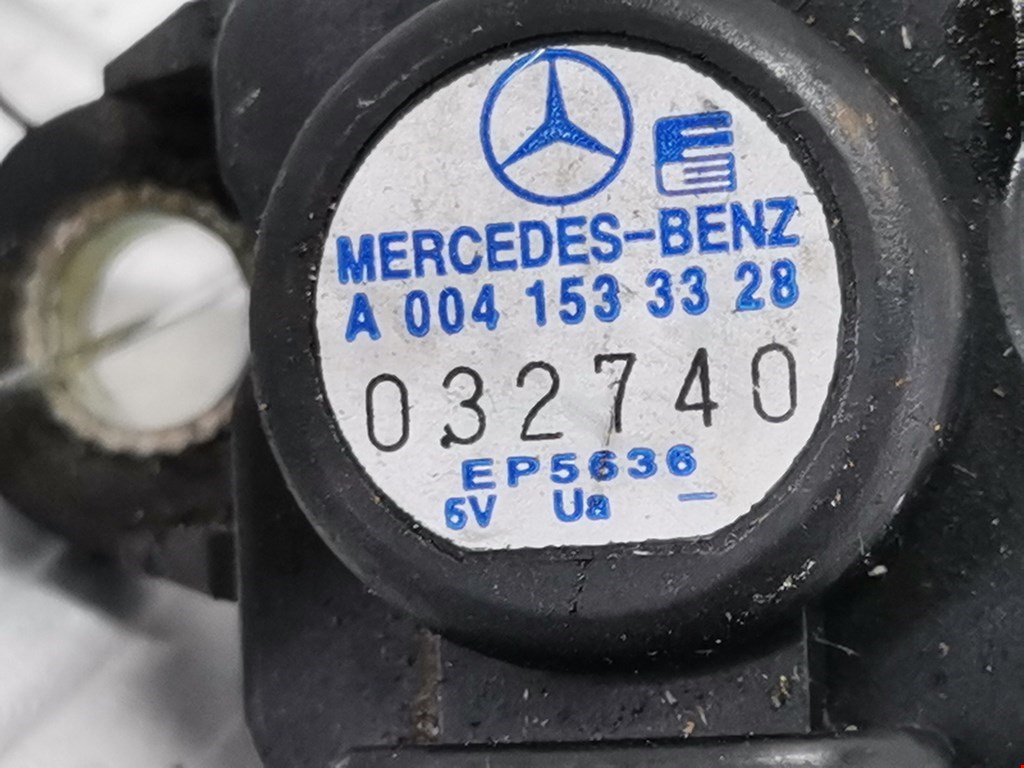 MERCEDES-BENZ
A 004 153 33 28
032740
EP5636
5V Ua —